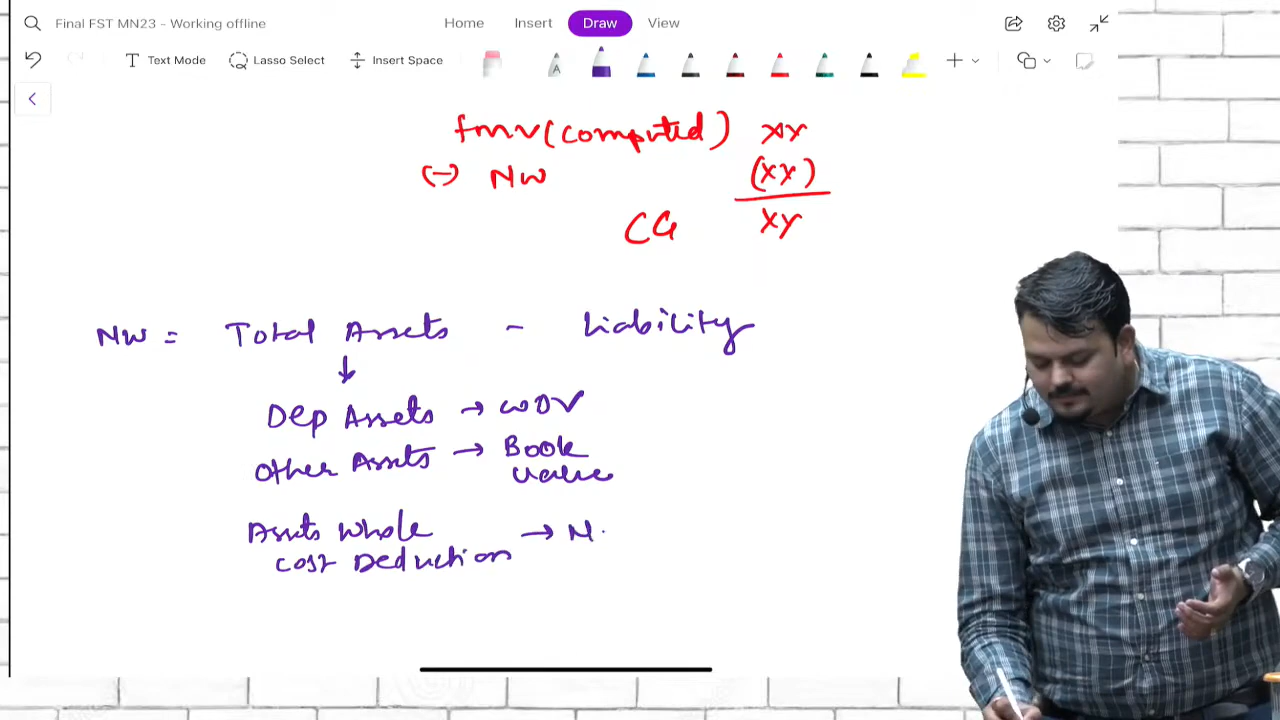 Final FST MN23 - Working offline
Home Insert Draw View
T Text Mode Lasso Select Insert Space A
fmv (computed) XX
(-) NW (XX)
CG XX
NW = Total Assets - Liability
↓
Dep Assets → WDV
Other Assets → Book
Value
Assets Whole
Cost Deduction → N.